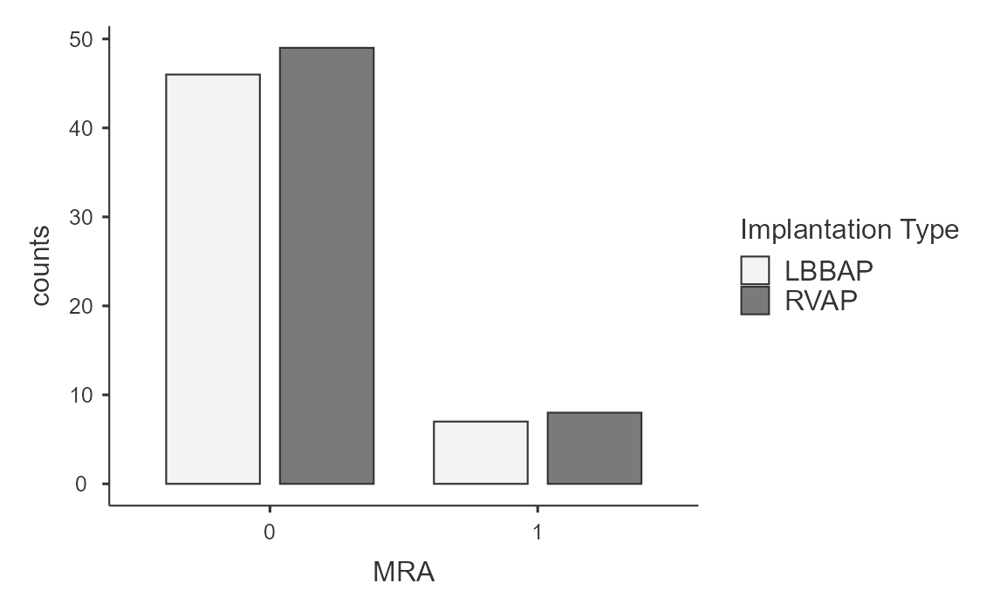 50
40
30
20
10
0
counts
0 1
MRA
Implantation Type
LBBAP
RVAP